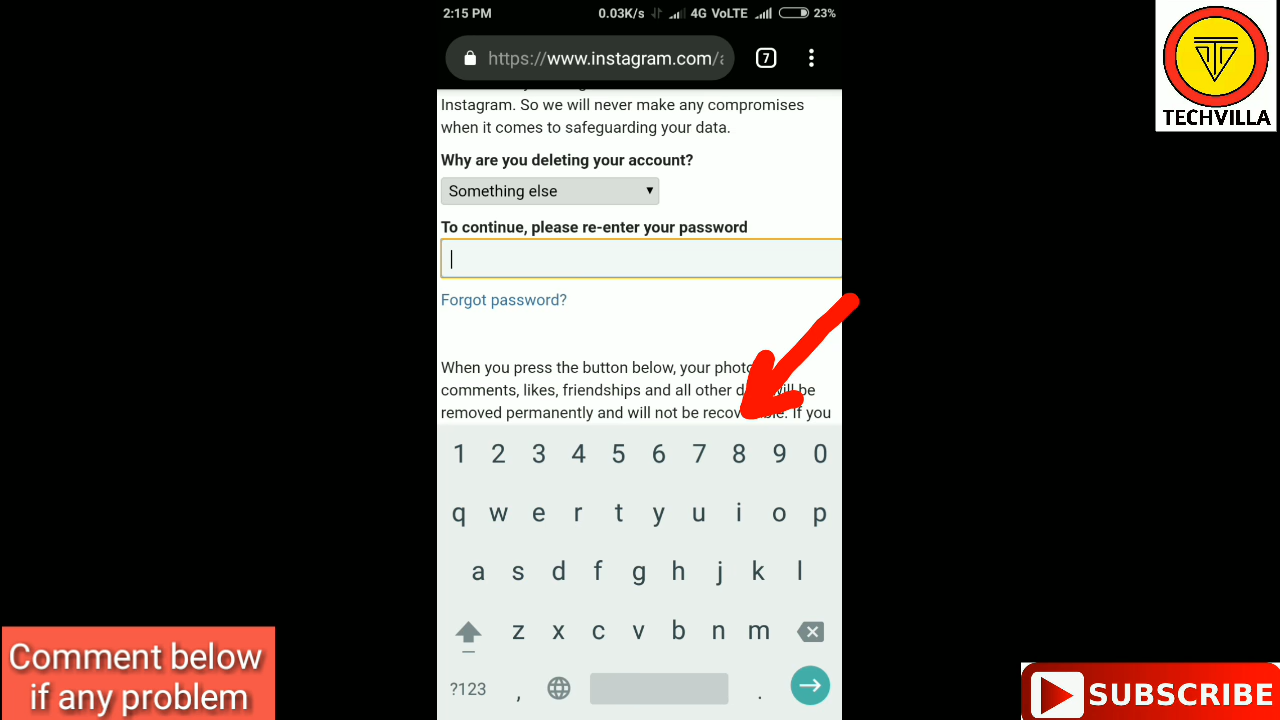 2:15 PM 0.03K/s 4G VoLTE 23%
https://www.instagram.com/
7
TECHVILLA
Instagram. So we will never make any compromises
when it comes to safeguarding your data.
Why are you deleting your account?
Something else
To continue, please re-enter your password
Forgot password?
When you press the button below, your
comments, likes, friendships and all other will be
removed permanently and will not be If you
1 2 3 4 5 6 7 8 9 0
q w e r t y u i o p
a s d f g h j k l
z x c v b n m
?123 , .
Comment below
if any problem
SUBSCRIBE